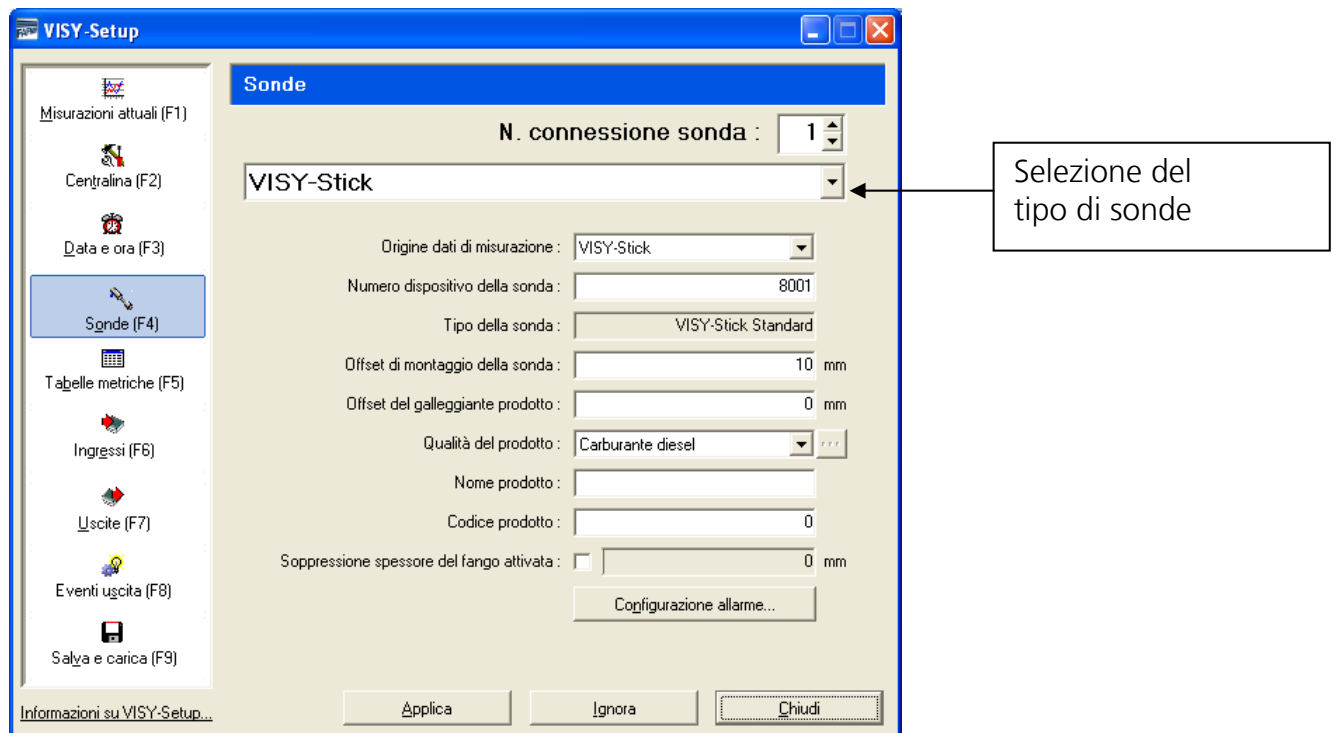 VISY-Setup
Misurazioni attuali (F1)
Centralina (F2)
Data e ora (F3)
Sonde (F4)
Tabelle metriche (F5)
Ingressi (F6)
Uscite (F7)
Eventi uscita (F8)
Salva e carica (F9)
Informazioni su VISY-Setup...
Sonde
N. connessione sonda : 1
VISY-Stick
Origine dati di misurazione : VISY-Stick
Numero dispositivo della sonda : 8001
Tipo della sonda : VISY-Stick Standard
Offset di montaggio della sonda : 10 mm
Offset del galleggiante prodotto : 0 mm
Qualità del prodotto : Carburante diesel ...
Nome prodotto :
Codice prodotto : 0
Soppressione spessore del fango attivata : 0 mm
Configurazione allarme...
Applica Ignora Chiudi
Selezione del
tipo di sonde